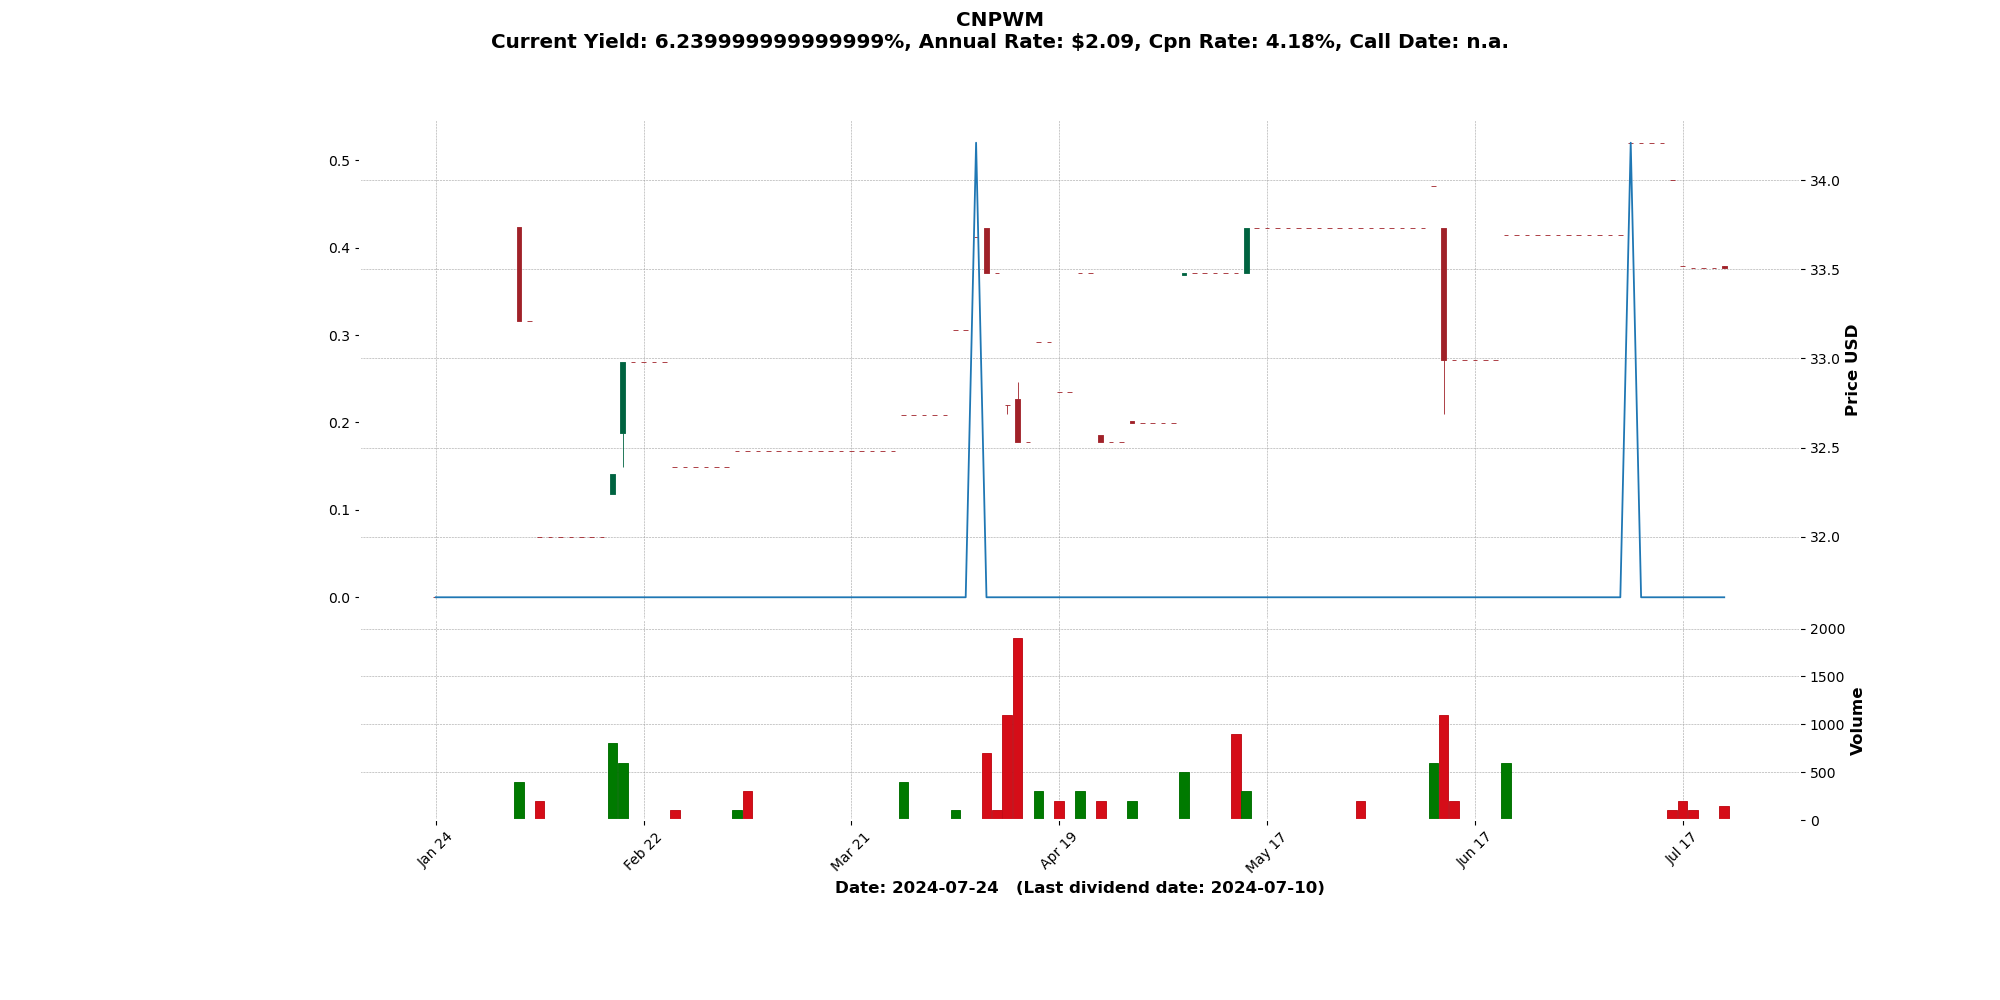 CNPWM
Current Yield: 6.239999999999999%, Annual Rate: $2.09, Cpn Rate: 4.18%, Call Date: n.a.
0.5
0.4
0.3
0.2
0.1
0.0
34.0
33.5
33.0
32.5
32.0
Price USD
2000
1500
1000
500
0
Volume
Jan 24
Feb 22
Mar 21
Apr 19
May 17
Jun 17
Jul 17
Date: 2024-07-24 (Last dividend date: 2024-07-10)